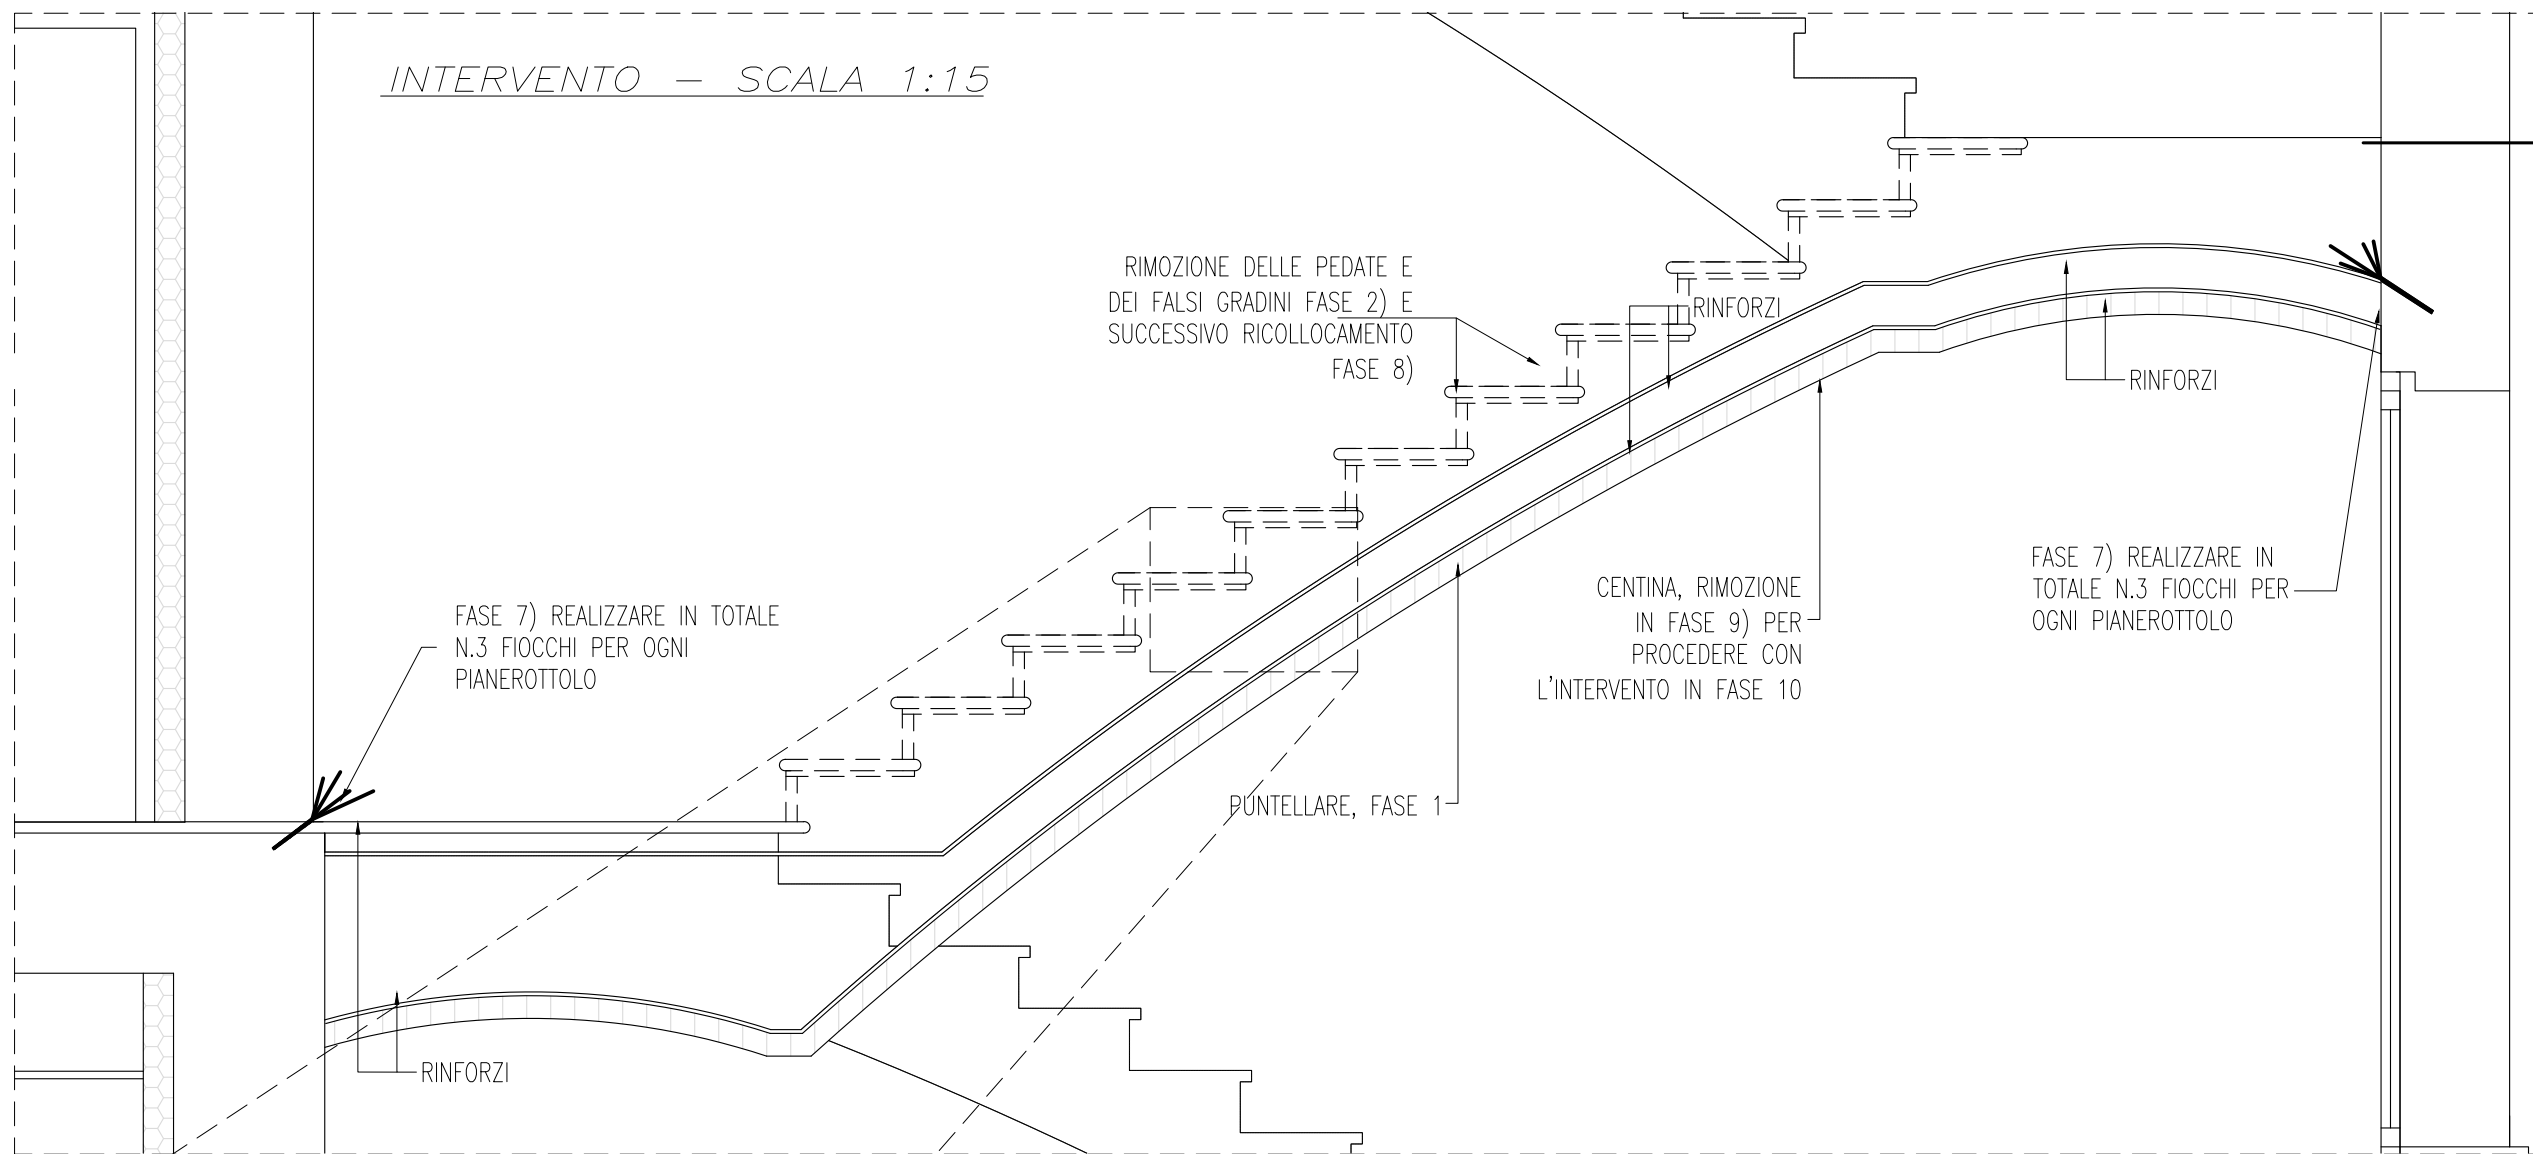 INTERVENTO – SCALA 1:15
RIMOZIONE DELLE PEDATE E
DEI FALSI GRADINI FASE 2) E
SUCCESSIVO RICOLLOCAMENTO
FASE 8)
RINFORZI
RINFORZI
FASE 7) REALIZZARE IN
TOTALE N.3 FIOCCHI PER
OGNI PIANEROTTOLO
CENTINA, RIMOZIONE
IN FASE 9) PER
PROCEDERE CON
L'INTERVENTO IN FASE 10
FASE 7) REALIZZARE IN TOTALE
N.3 FIOCCHI PER OGNI
PIANEROTTOLO
PUNTELLARE, FASE 1
RINFORZI